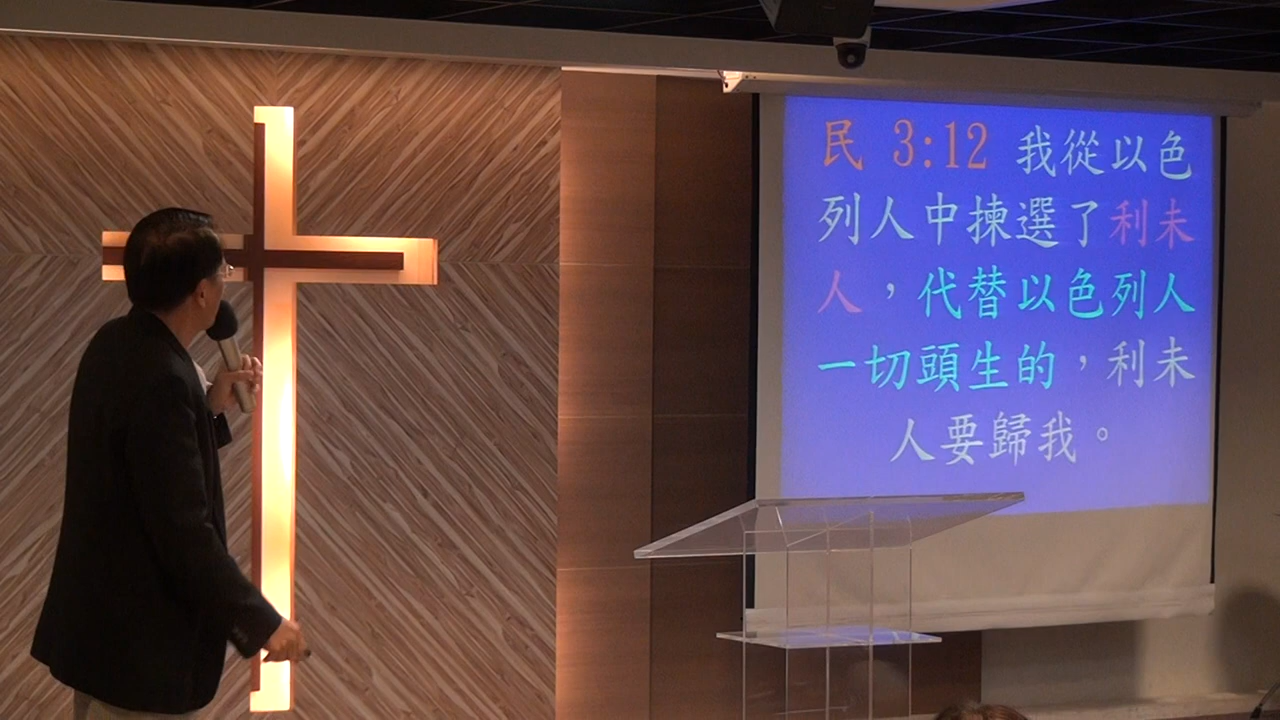 民 3:12 我從以色
列人中揀選了利未
人，代替以色列人
一切頭生的，利未
人要歸我。